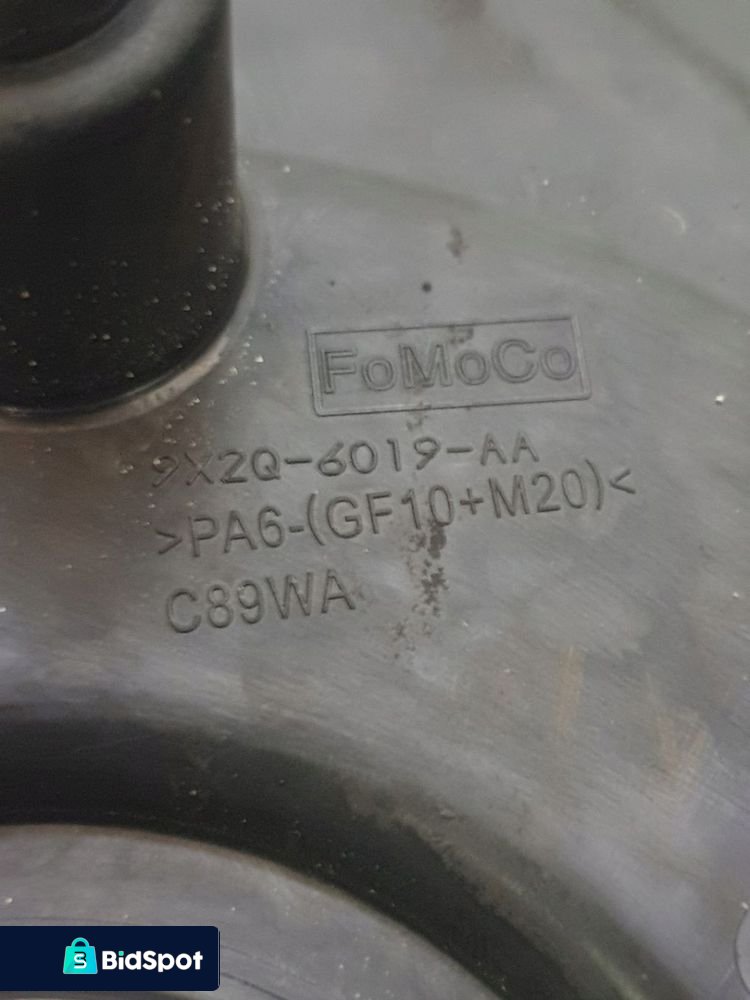 FoMoCo
9X2Q-6019-AA
>PA6-(GF10+M20)<
C89WA
BidSpot